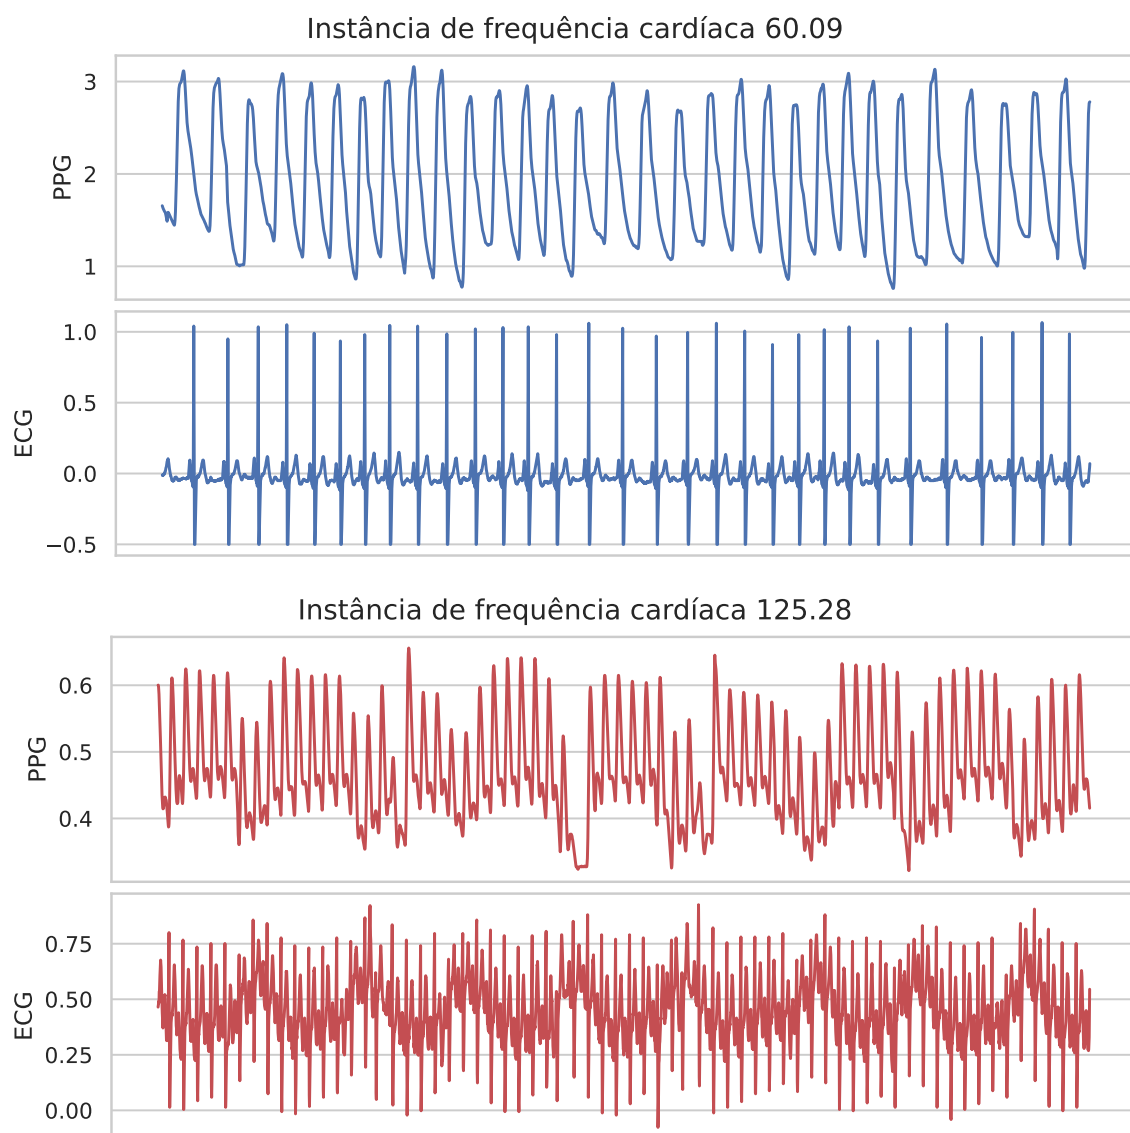 Instância de frequência cardíaca 60.09
3
2
1
PPG
1.0
0.5
0.0
−0.5
ECG
Instância de frequência cardíaca 125.28
0.6
0.5
0.4
PPG
0.75
0.50
0.25
0.00
ECG